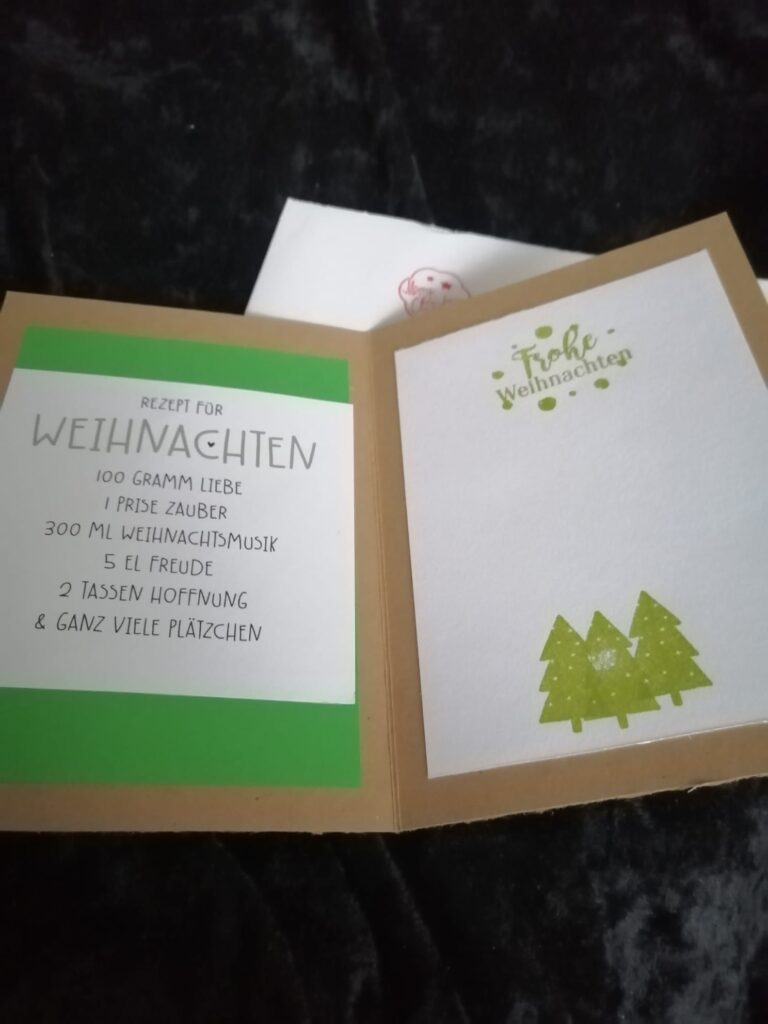 REZEPT FÜR
WEIHNACHTEN
100 GRAMM LIEBE
1 PRISE ZAUBER
300 ML WEIHNACHTSMUSIK
5 EL FREUDE
2 TASSEN HOFFNUNG
& GANZ VIELE PLÄTZCHEN
Frohe
Weihnachten